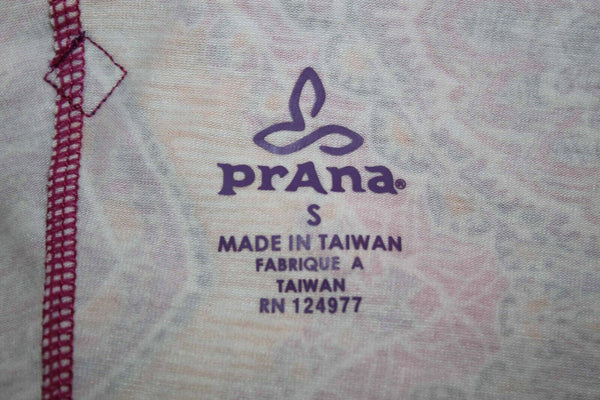 prAna®
S
MADE IN TAIWAN
FABRIQUE A
TAIWAN
RN 124977